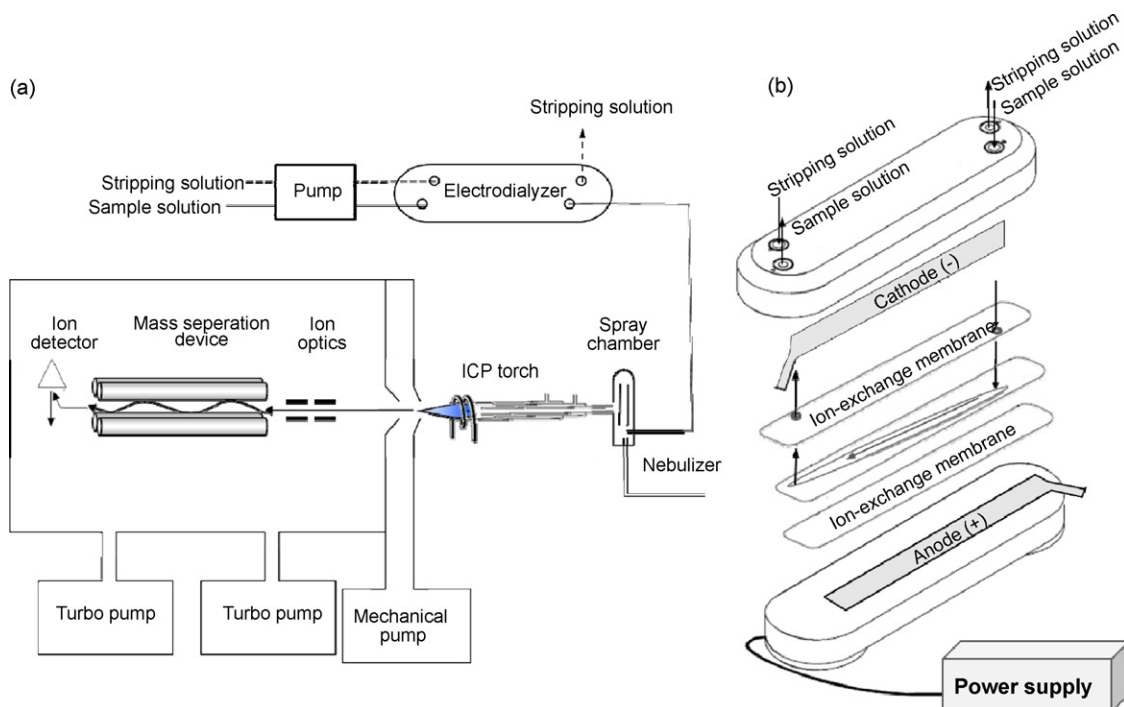 (a)
Stripping solution
Stripping solution
Sample solution
Pump
Electrodialyzer
Ion
detector
Mass seperation
device
Ion
optics
ICP torch
Spray
chamber
Nebulizer
Turbo pump
Turbo pump
Mechanical
pump
(b)
Stripping solution
Sample solution
Stripping solution
Sample solution
Cathode (-)
Ion-exchange membrane
Ion-exchange membrane
Anode (+)
Power supply